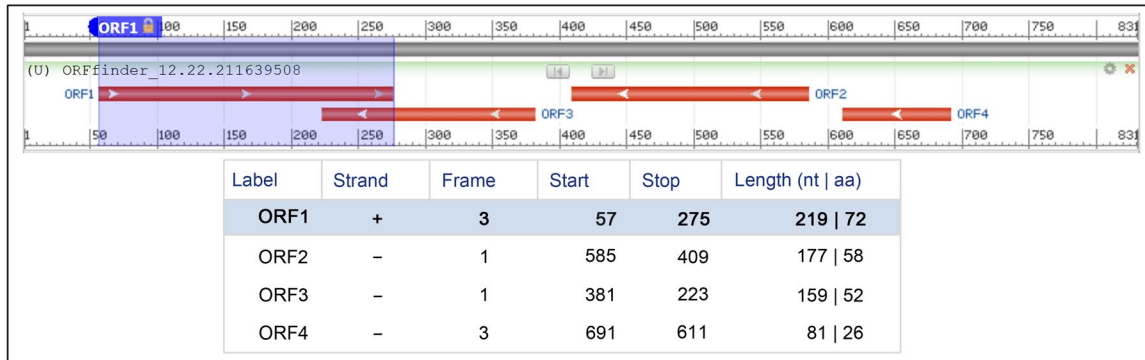 1 ORF1 100 150 200 250 300 350 400 450 500 550 600 650 700 750 831
(U) ORFfinder_12.22.211639508
ORF1 ORF2
ORF3 ORF4
1 50 100 150 200 250 300 350 400 450 500 550 600 650 700 750 831
Label Strand Frame Start Stop Length (nt | aa)
ORF1 + 3 57 275 219 | 72
ORF2 – 1 585 409 177 | 58
ORF3 – 1 381 223 159 | 52
ORF4 – 3 691 611 81 | 26